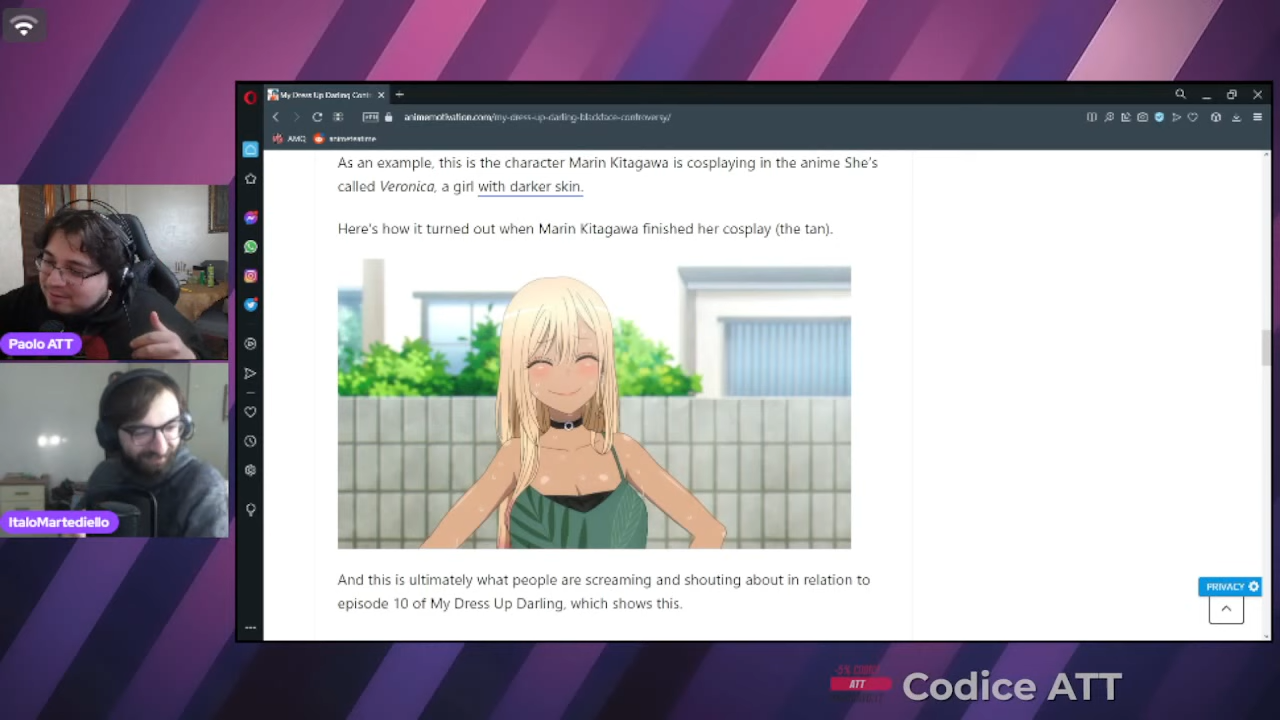 My Dress Up Darling Contr
animemotivation.com/my-dress-up-darling-blackface-controversy/
VPN
AMQ
animeteatime
As an example, this is the character Marin Kitagawa is cosplaying in the anime She's
called Veronica, a girl with darker skin.
Here's how it turned out when Marin Kitagawa finished her cosplay (the tan).
Paolo ATT
ItaloMartediello
And this is ultimately what people are screaming and shouting about in relation to
episode 10 of My Dress Up Darling, which shows this.
PRIVACY
ATT
Codice ATT